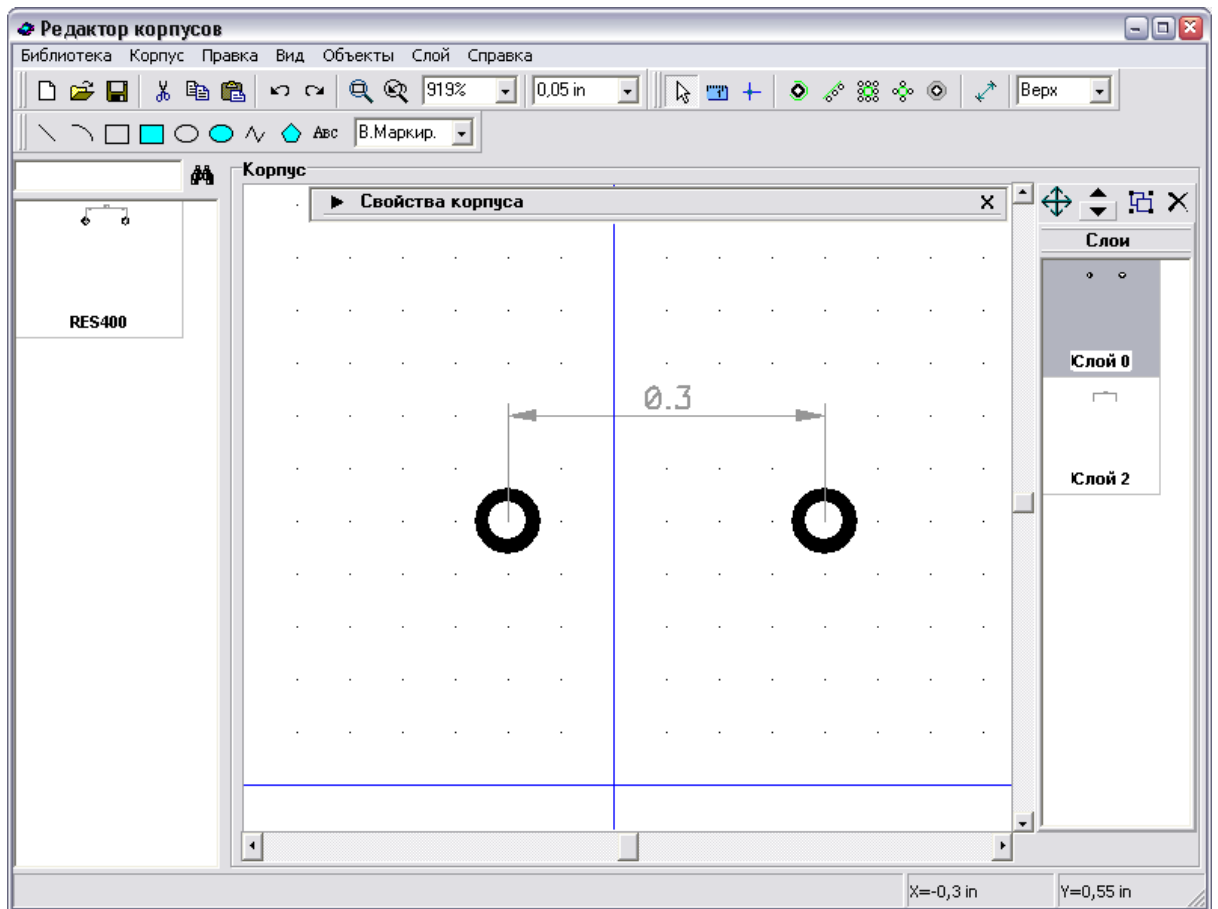 Редактор корпусов
Библиотека Корпус Правка Вид Объекты Слой Справка
919% 0,05 in Верх
ABC В.Маркир.
Корпус
Свойства корпуса X
Слои
RES400
Слой 0
0.3
Слой 2
X=-0,3 in Y=0,55 in